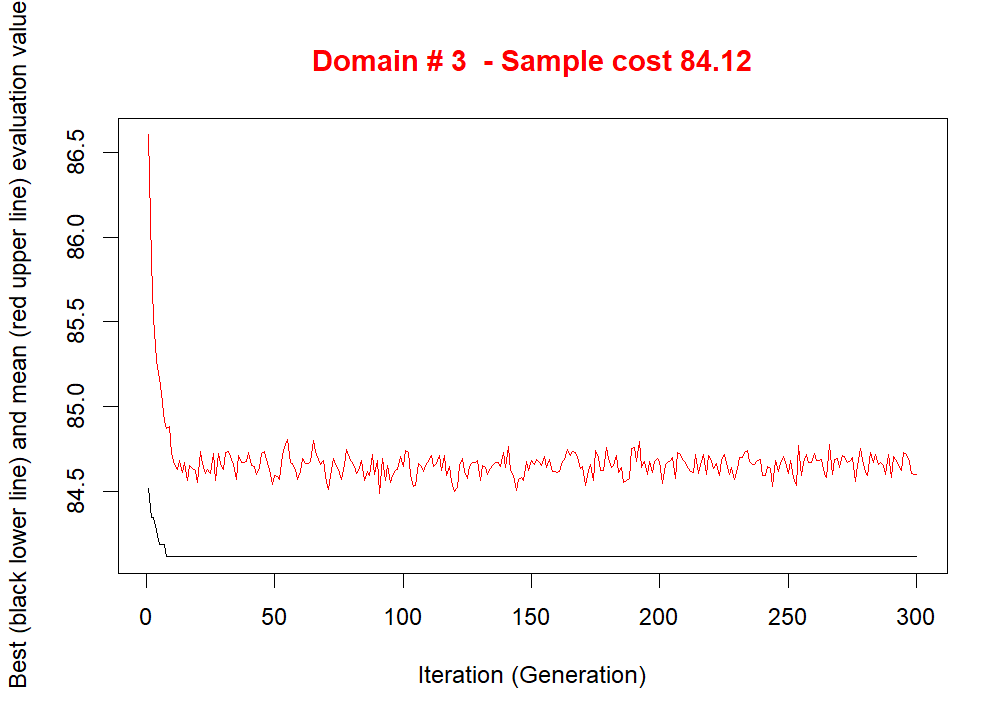 Domain # 3  - Sample cost 84.12
Best (black lower line) and mean (red upper line) evaluation value
86.5
86.0
85.5
85.0
84.5
0 50 100 150 200 250 300
Iteration (Generation)